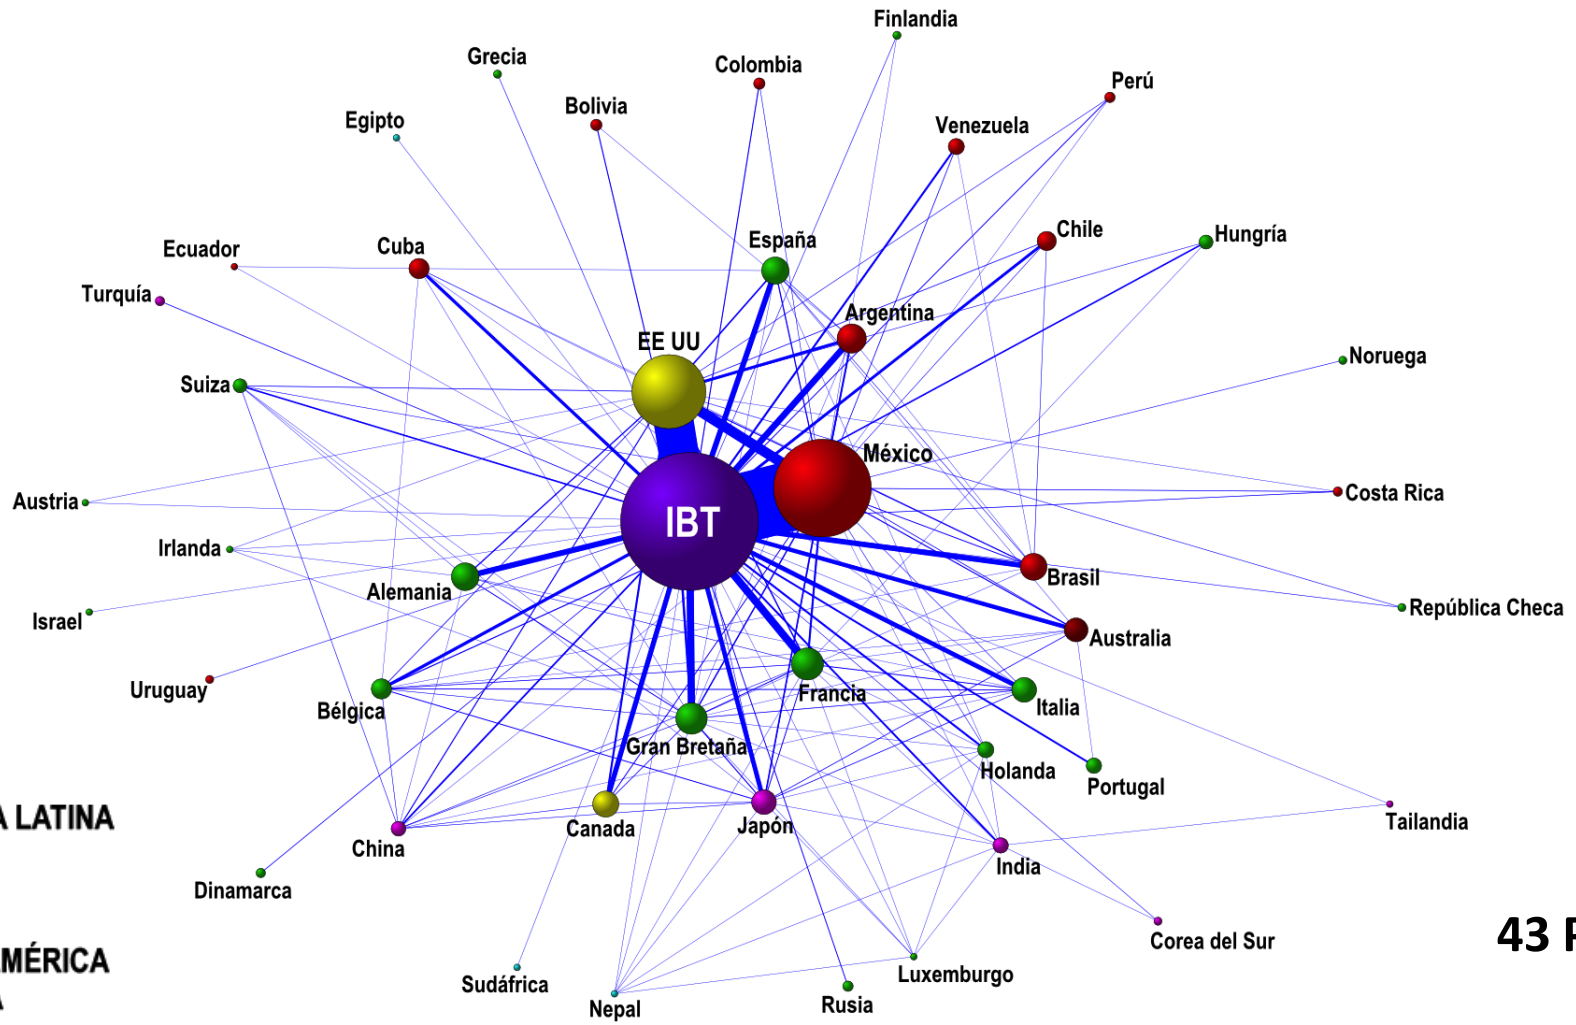 Finlandia
Grecia
Colombia
Perú
Bolivia
Egipto
Venezuela
Chile
España
Hungría
Ecuador
Cuba
Turquía
Argentina
EE UU
Noruega
Suiza
México
Costa Rica
Austria
IBT
Irlanda
Alemania
Brasil
República Checa
Israel
Australia
Uruguay
Bélgica
Francia
Italia
Gran Bretaña
Holanda
Portugal
A LATINA
Canada
Japón
Tailandia
China
India
Dinamarca
43 P
Corea del Sur
MÉRICA
Luxemburgo
Sudáfrica
A
Nepal
Rusia